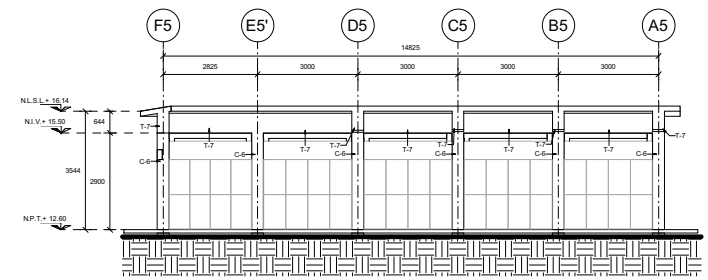 F5 E5' D5 C5 B5 A5
14825
2825 3000 3000 3000 3000
N.L.S.L.+ 16.14
N.I.V.+ 15.50
644
T-7
T-7
T-7 T-7 T-7 T-7 T-7
T-7 T-7 T-7
C-6 C-6 C-6 C-6 C-6
C-6
3544
2900
N.P.T.+ 12.60